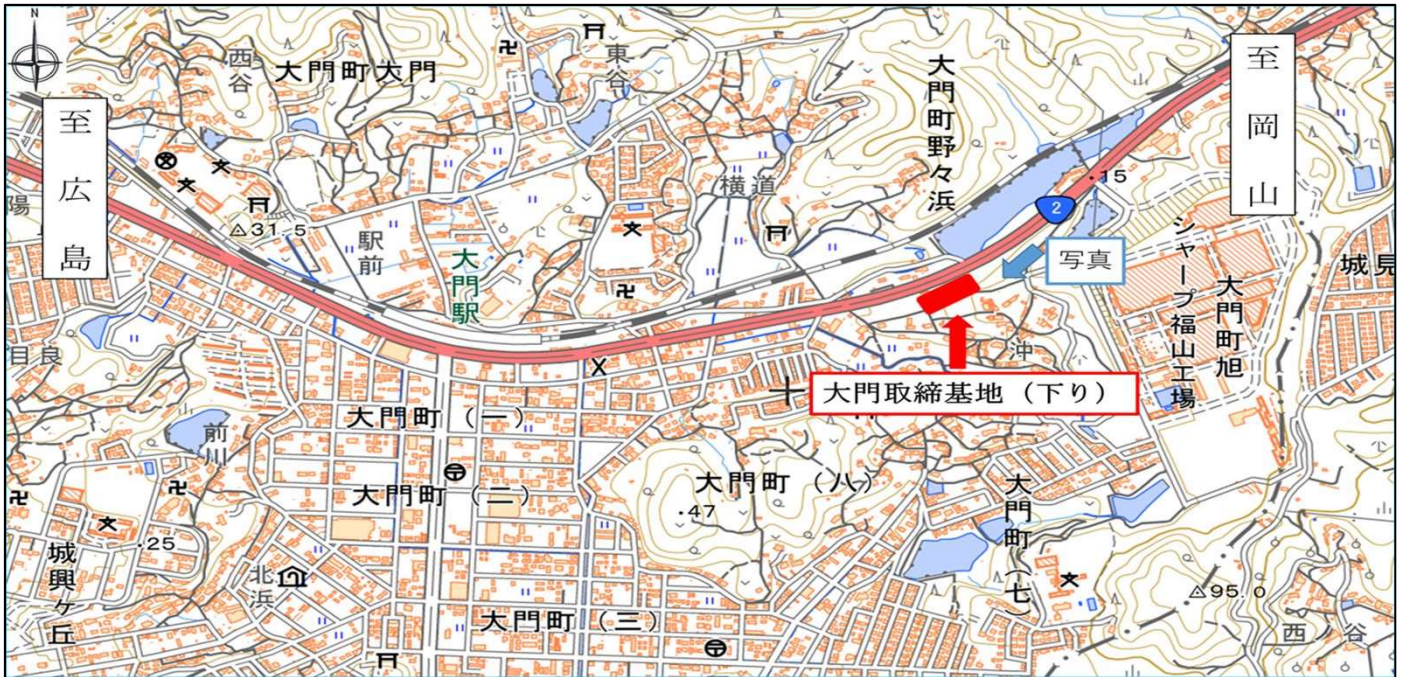 N
至広島
至岡山
西谷
大門町大門
東谷
大門町野々浜
陽
31.5
駅前
大門駅
横道
2
15
写真
シャープ福山工場
大門町旭
城見
沖
大門取締基地（下り）
目良
前川
大門町（一）
大門町（二）
大門町（八）
47
大門町（七）
25
城興ヶ丘
北浜
大門町（三）
95.0
西谷